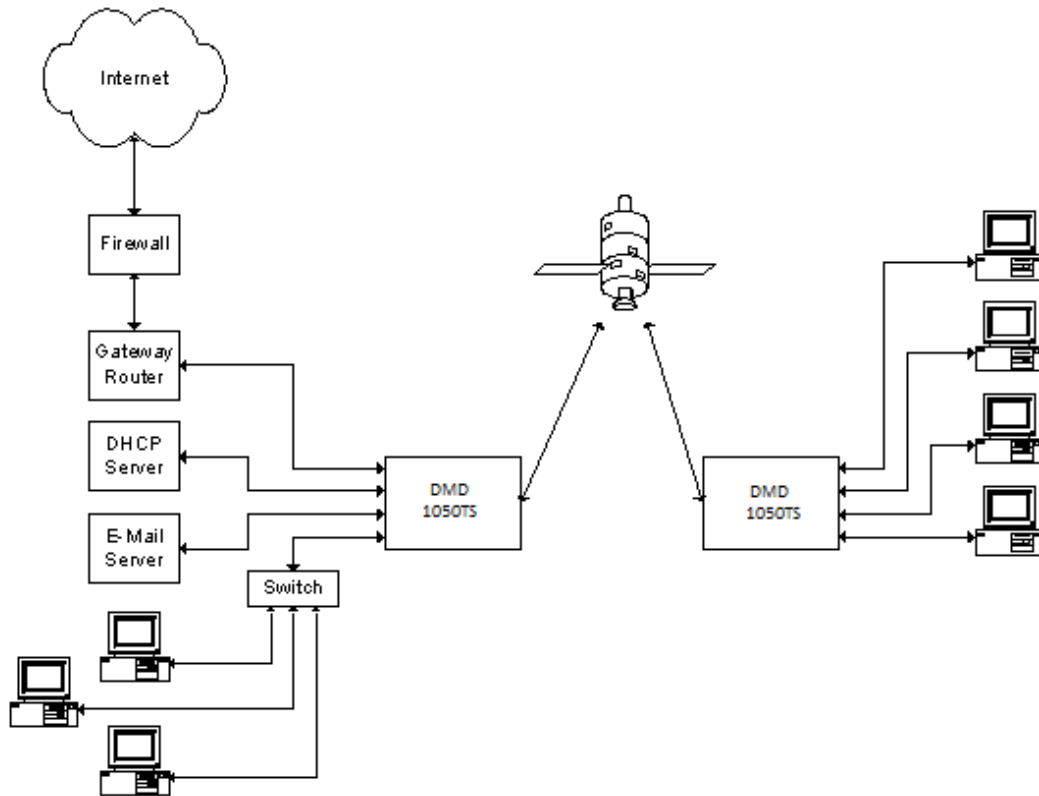 Internet
Firewall
Gateway
Router
DHCP
Server
E-Mail
Server
DMD
1050TS
DMD
1050TS
Switch